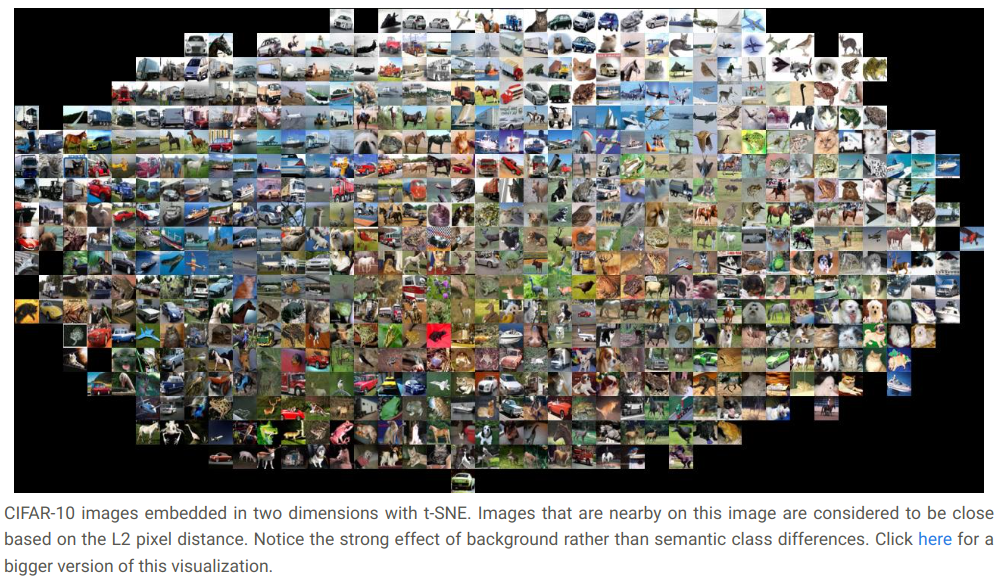 CIFAR-10 images embedded in two dimensions with t-SNE. Images that are nearby on this image are considered to be close
based on the L2 pixel distance. Notice the strong effect of background rather than semantic class differences. Click here for a
bigger version of this visualization.